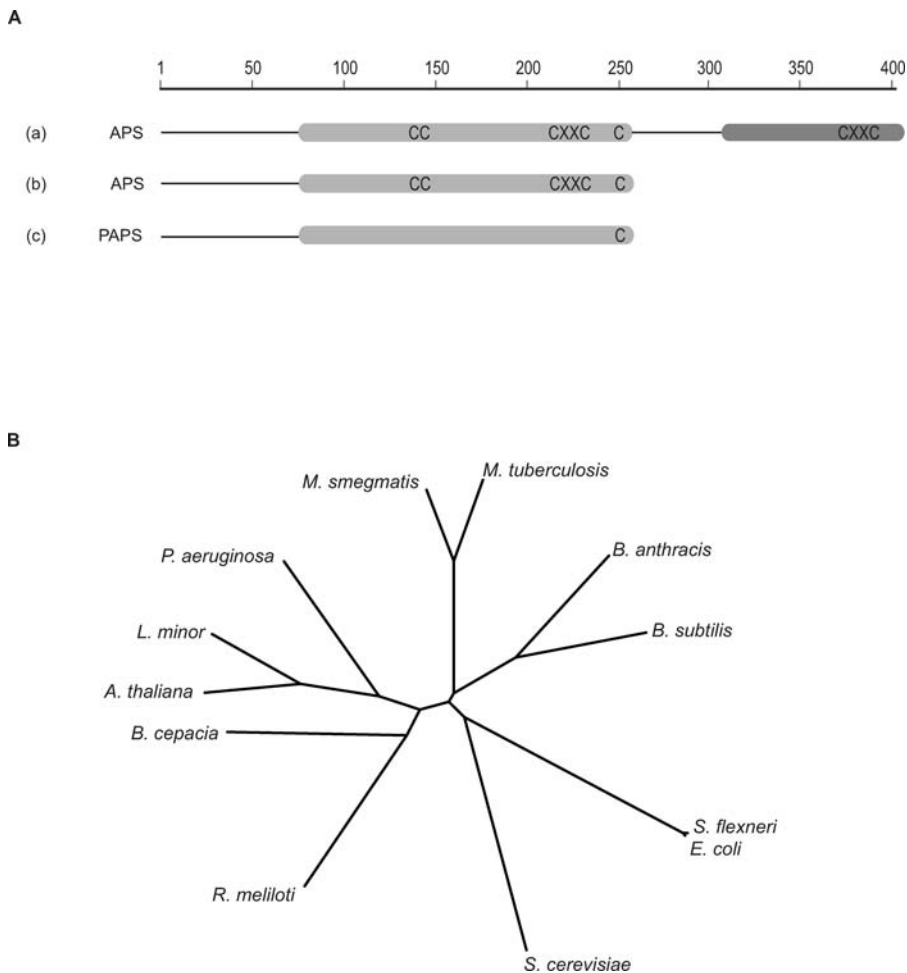 A
1 50 100 150 200 250 300 350 400
(a) APS CC CXXC C CXXC
(b) APS CC CXXC C
(c) PAPS C
B
M. smegmatis M. tuberculosis
P. aeruginosa B. anthracis
L. minor B. subtilis
A. thaliana
B. cepacia
S. flexneri
E. coli
R. meliloti
S. cerevisiae